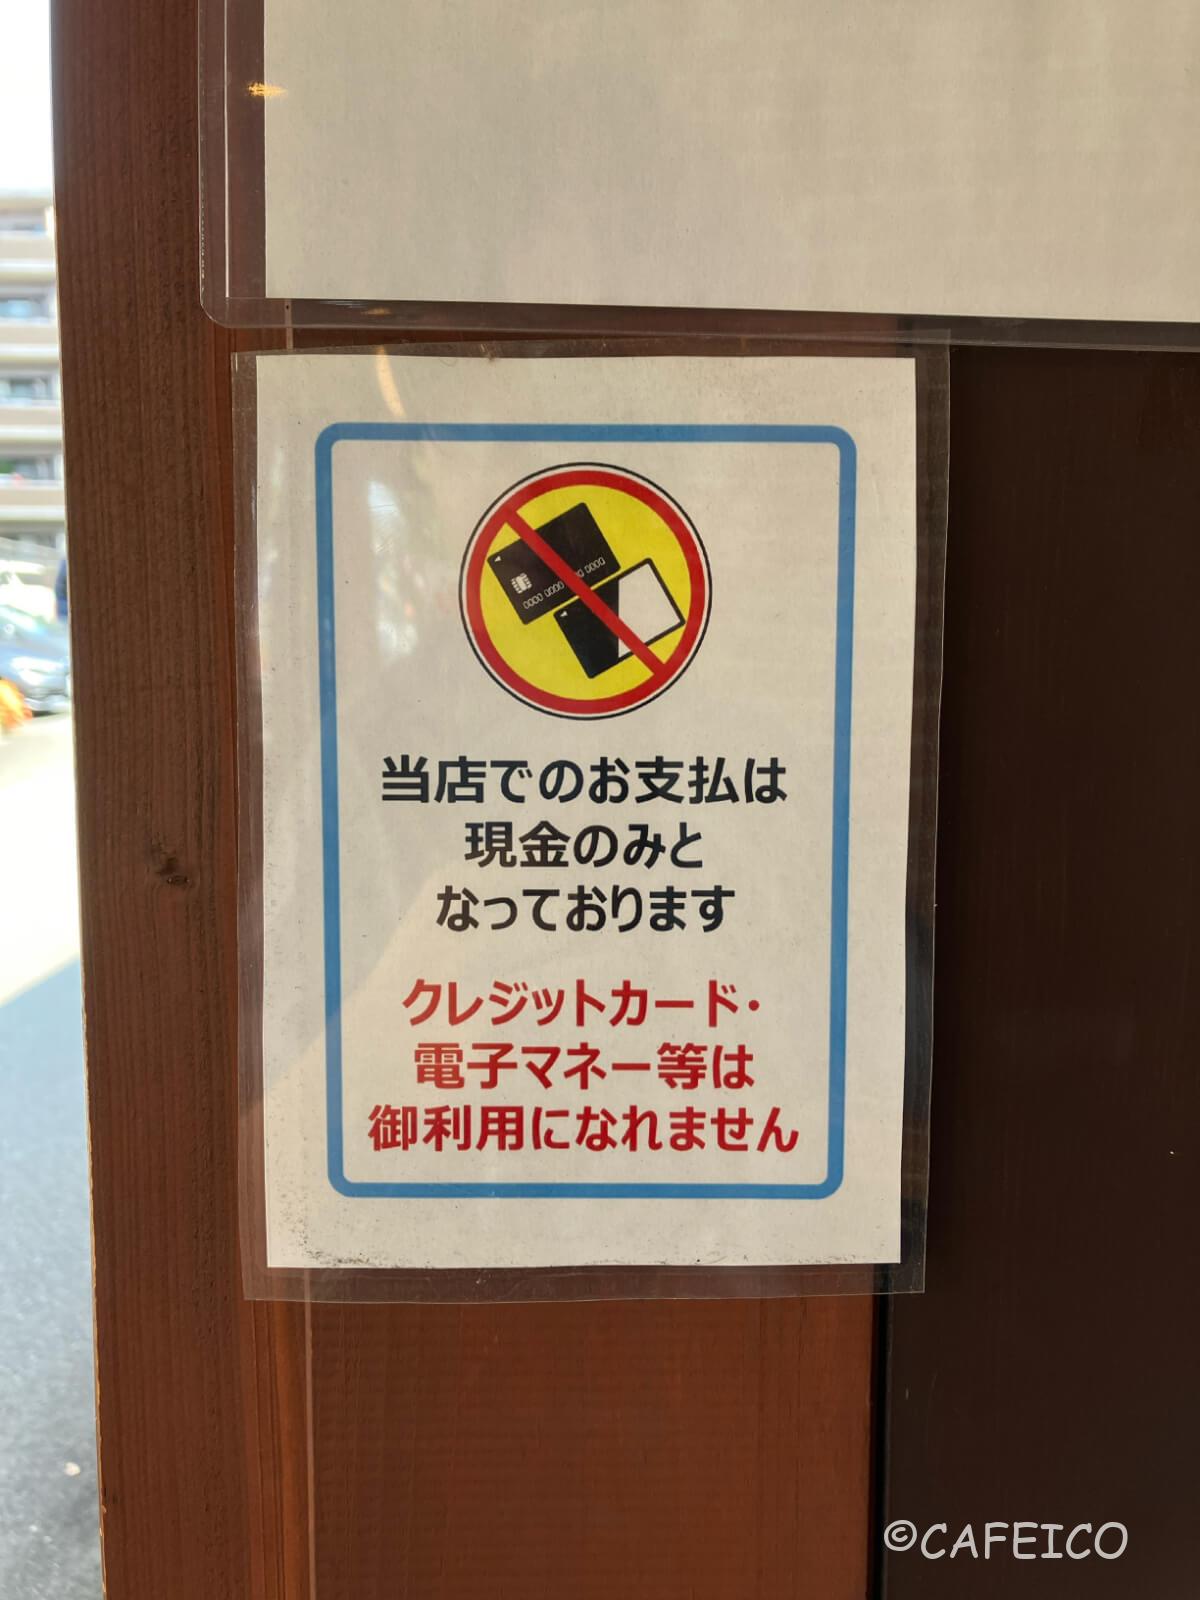 当店でのお支払は
現金のみと
なっております
クレジットカード・
電子マネー等は
御利用になれません
©CAFEICO